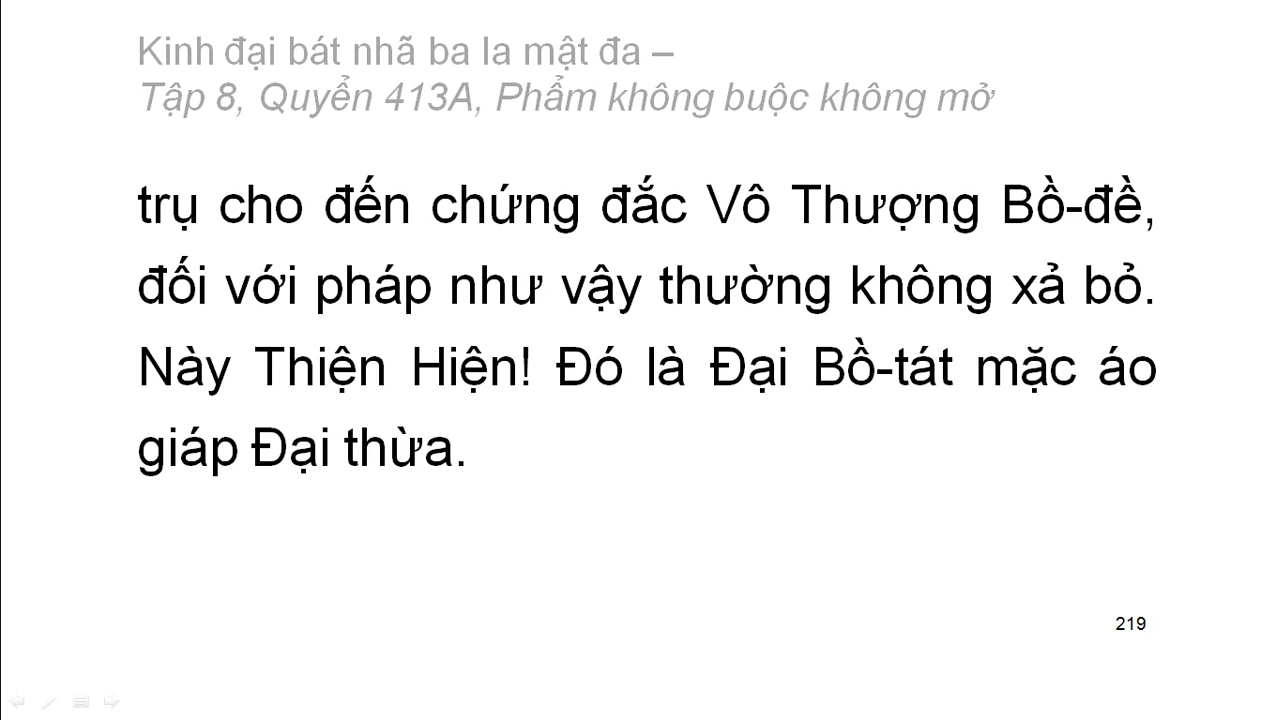 Kinh đại bát nhã ba la mật đa –
Tập 8, Quyển 413A, Phẩm không buộc không mở
trụ cho đến chứng đắc Vô Thượng Bồ-đề,
đối với pháp như vậy thường không xả bỏ.
Này Thiện Hiện! Đó là Đại Bồ-tát mặc áo
giáp Đại thừa.
219